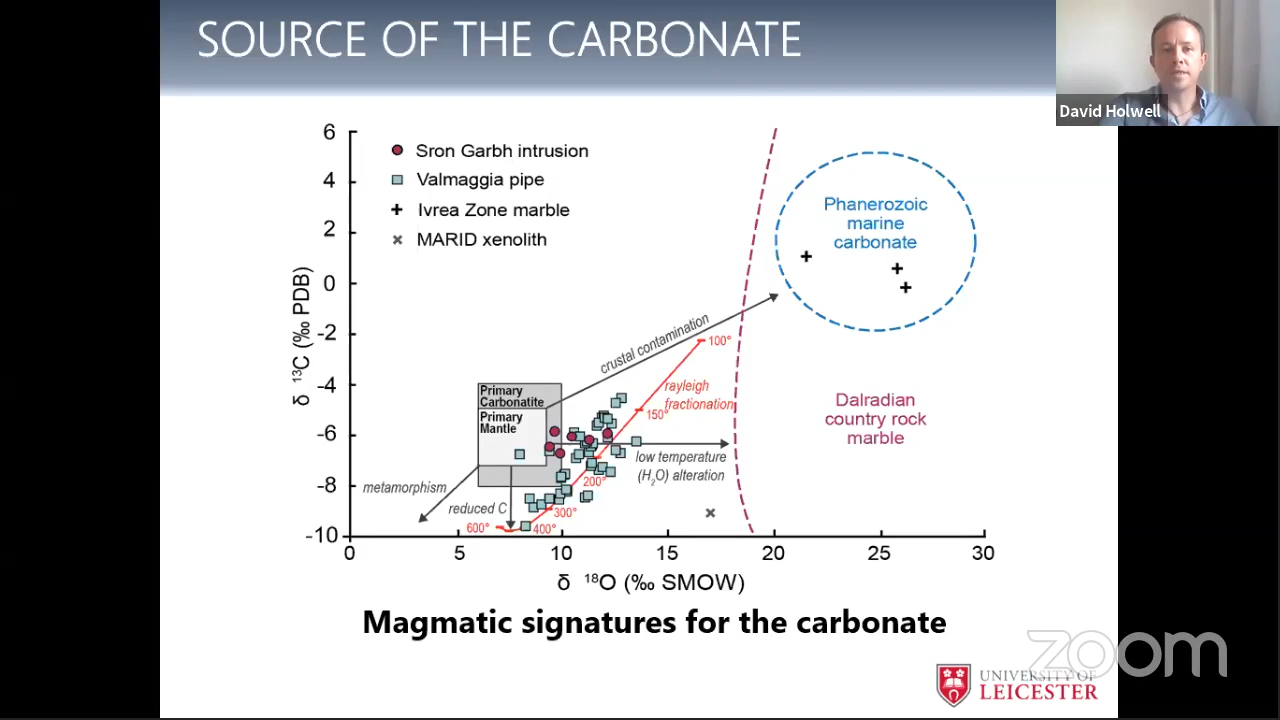 SOURCE OF THE CARBONATE
David Holwell
6
4
2
0
-2
-4
-6
-8
-10
δ 13C (‰ PDB)
Sron Garbh intrusion
Valmaggia pipe
Ivrea Zone marble
MARID xenolith
Phanerozoic
marine
carbonate
crustal contamination
100°
rayleigh
fractionation
150°
Primary
Carbonatite
Primary
Mantle
Dalradian
country rock
marble
low temperature
(H2O) alteration
200°
metamorphism
reduced C
300°
600°
400°
0
5
10
15
20
25
30
δ 18O (‰ SMOW)
Magmatic signatures for the carbonate
zoom
UNIVERSITY OF
LEICESTER